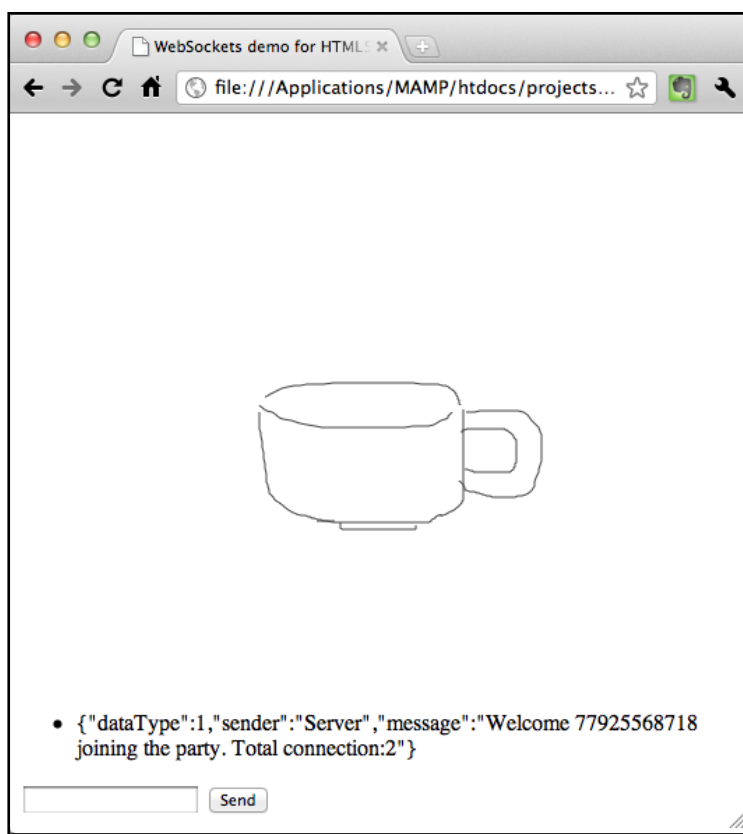 WebSockets demo for HTML
file:///Applications/MAMP/htdocs/projects...
{"dataType":1,"sender":"Server","message":"Welcome 77925568718
joining the party. Total connection:2"}
Send